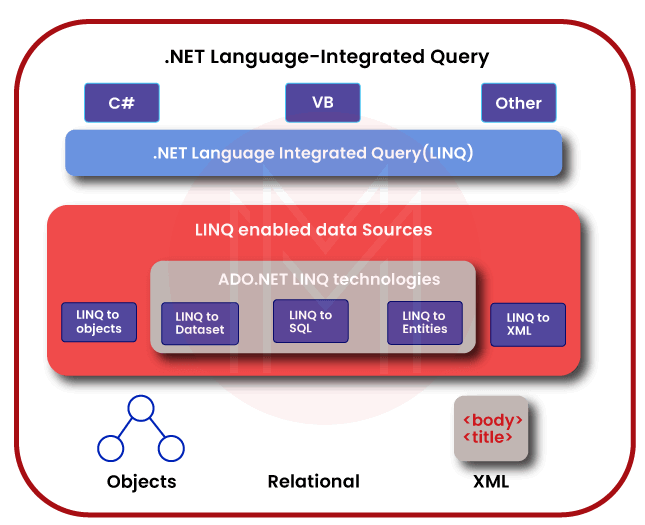 .NET Language-Integrated Query
C#
VB
Other
.NET Language Integrated Query(LINQ)
LINQ enabled data Sources
ADO.NET LINQ technologies
LINQ to
objects
LINQ to
Dataset
LINQ to
SQL
LINQ to
Entities
LINQ to
XML
<body>
<title>
Objects
Relational
XML